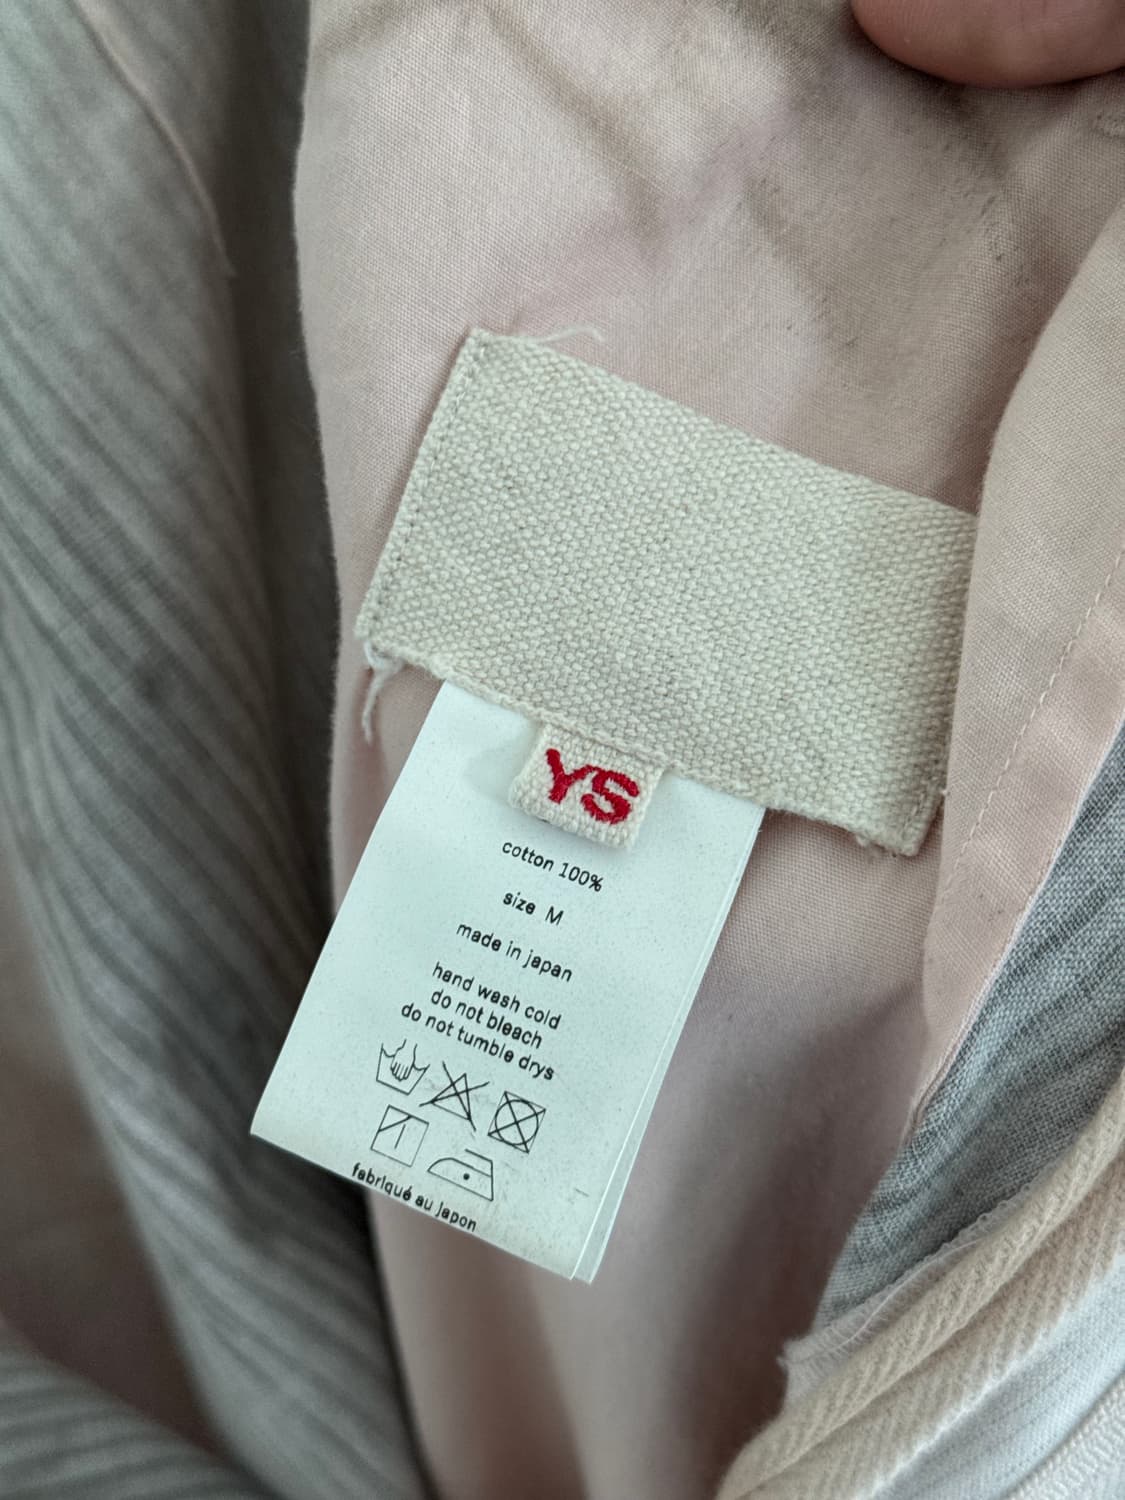 YS
cotton 100%
size M
made in japan
hand wash cold
do not bleach
do not tumble drys
fabriqué au japon